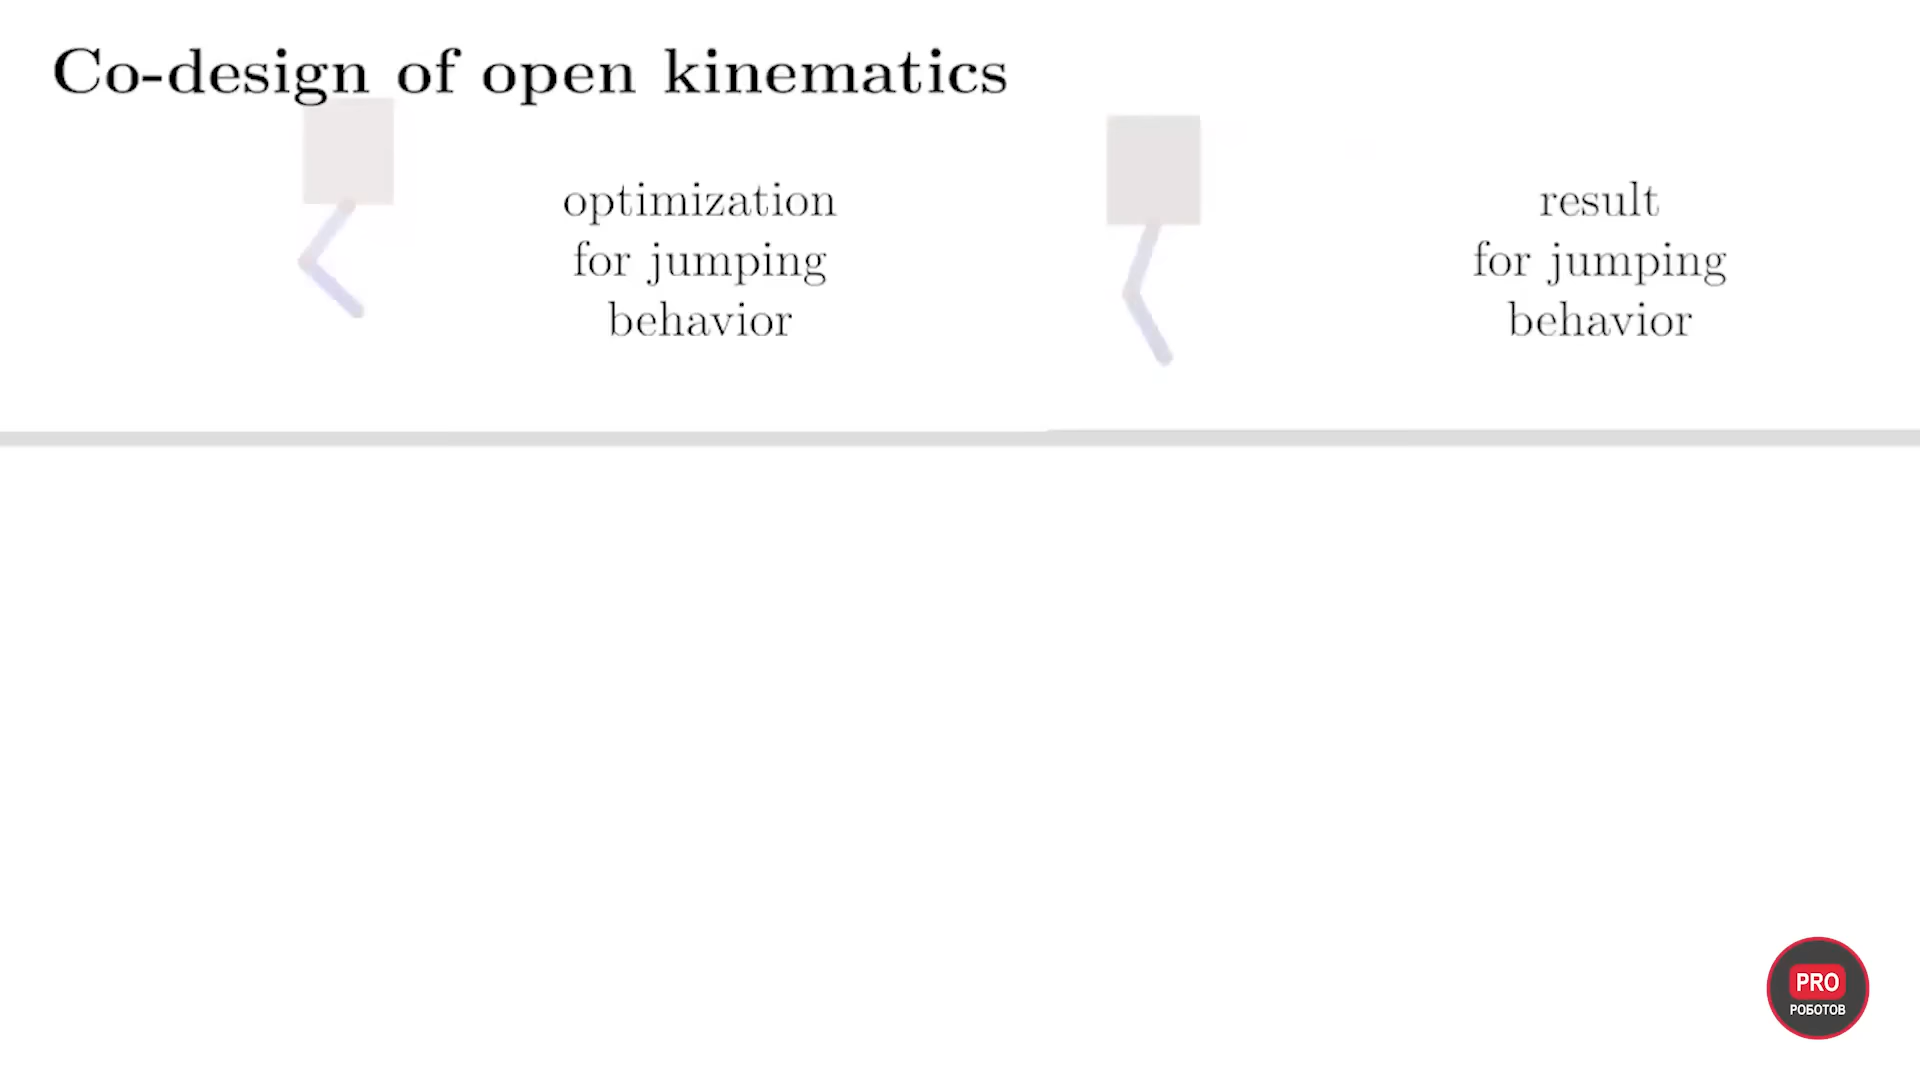 Co-design of open kinematics
optimization
for jumping
behavior
result
for jumping
behavior
PRO
РОБОТОВ